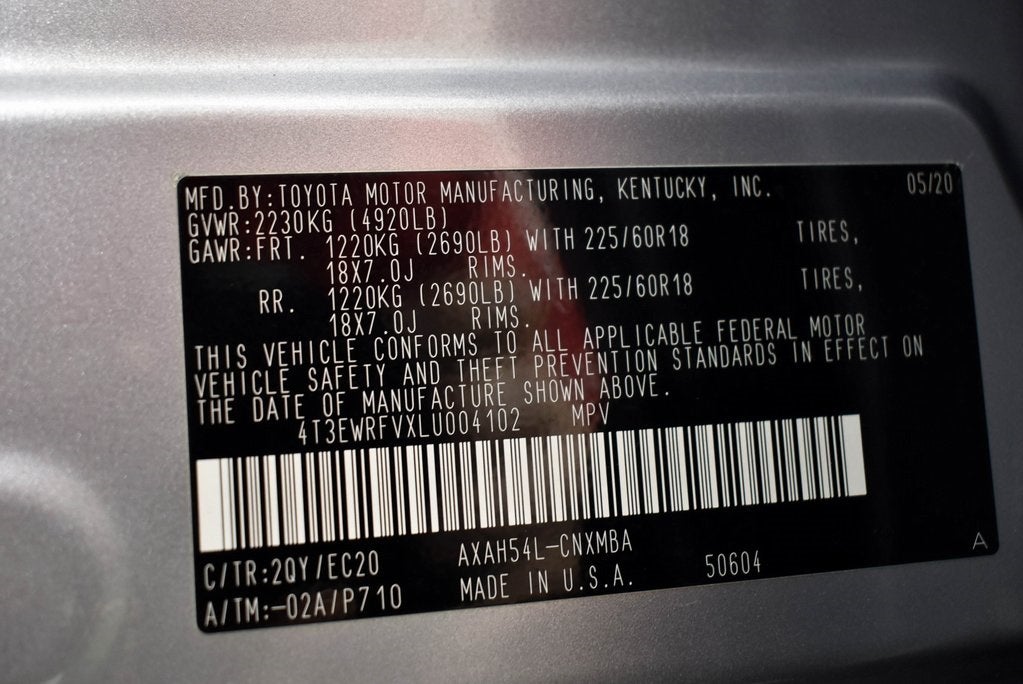 MFD.BY:TOYOTA MOTOR MANUFACTURING, KENTUCKY, INC. 05/20
GVWR:2230KG (4920LB)
GAWR:FRT. 1220KG (2690LB) WITH 225/60R18 TIRES,
18X7.0J RIMS.
RR. 1220KG (2690LB) WITH 225/60R18 TIRES,
18X7.0J RIMS.
THIS VEHICLE CONFORMS TO ALL APPLICABLE FEDERAL MOTOR
VEHICLE SAFETY AND THEFT PREVENTION STANDARDS IN EFFECT ON
THE DATE OF MANUFACTURE SHOWN ABOVE.
4T3EWRFVXLU004102 MPV
C/TR:2QY/EC20 AXAH54L-CNXMBA
A/TM:-02A/P710 MADE IN U.S.A. 50604 A